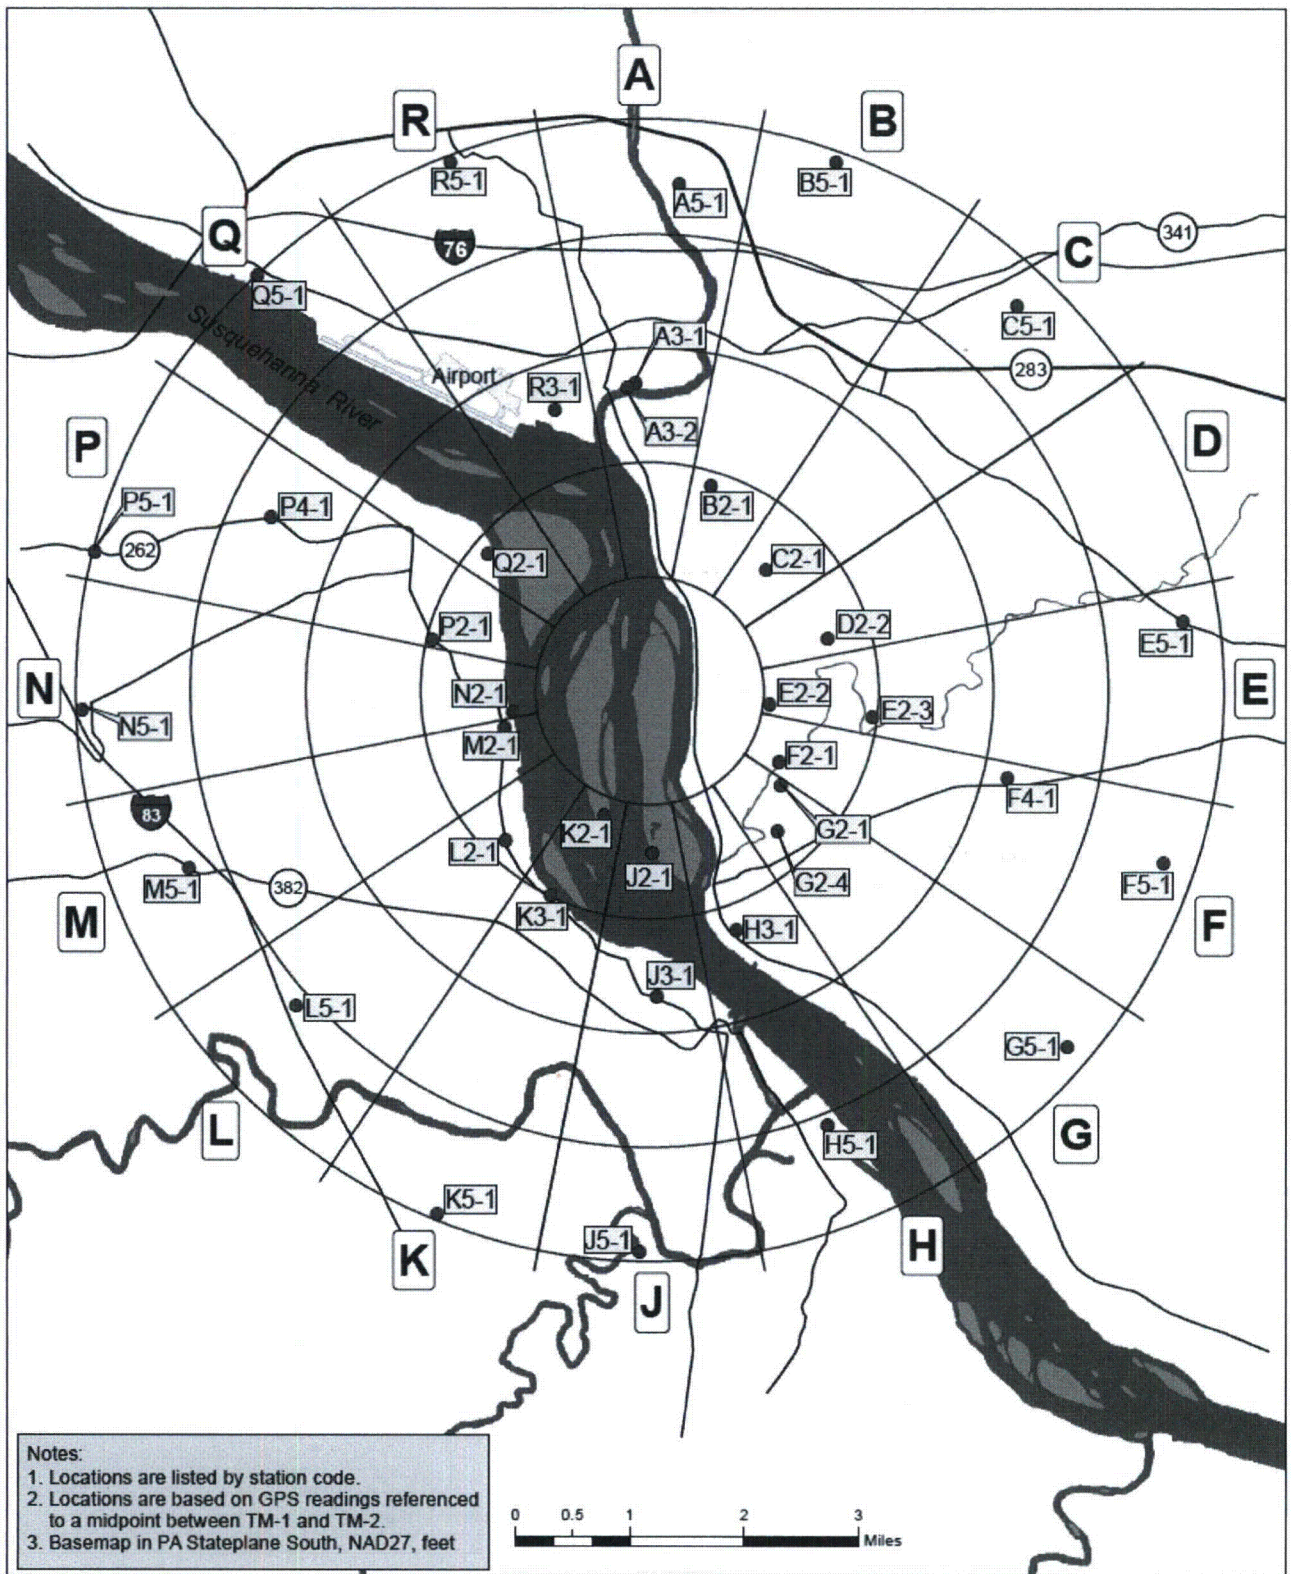 A
R
B
R5-1
B5-1
A5-1
Q
76
C
341
Q5-1
C5-1
Susquehanna River
A3-1
283
Airport
R3-1
A3-2
P
D
P5-1
P4-1
B2-1
262
Q2-1
C2-1
P2-1
D2-2
E5-1
N
N2-1
E2-2
E
N5-1
E2-3
M2-1
F2-1
83
F4-1
K2-1
G2-1
L2-1
J2-1
M5-1
382
G2-4
F5-1
M
K3-1
H3-1
F
J3-1
L5-1
G5-1
L
G
H5-1
K5-1
J5-1
K
H
J
Notes:
1. Locations are listed by station code.
2. Locations are based on GPS readings referenced
to a midpoint between TM-1 and TM-2.
3. Basemap in PA Stateplane South, NAD27, feet
0 0.5 1 2 3
Miles